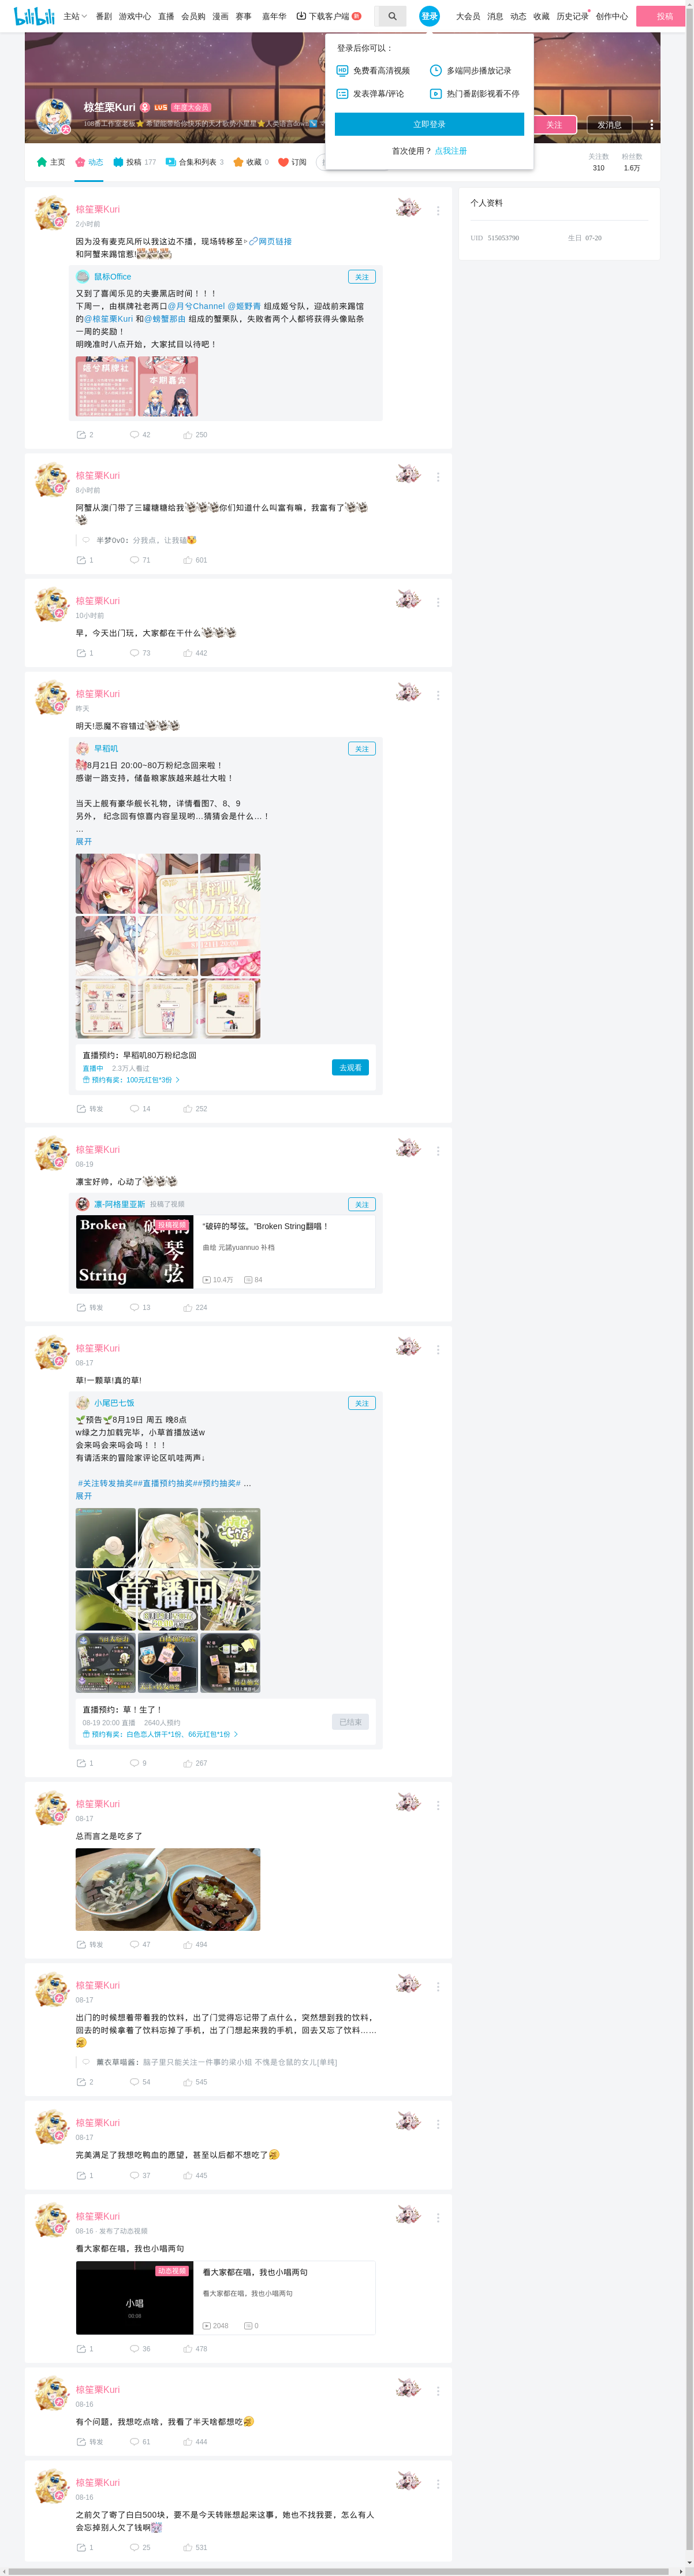 主站 番剧 游戏中心 直播 会员购 漫画 赛事 嘉年华 下载客户端
登录
大会员 消息 动态 收藏 历史记录 创作中心 投稿
登录后你可以：
免费看高清视频 多端同步播放记录
发表弹幕/评论 热门番剧影视看不停
立即登录
首次使用？ 点我注册
椋笙栗Kuri LV5 年度大会员
关注 发消息
主页 动态 投稿 177 合集和列表 3 收藏 0 订阅
关注数 粉丝数
310 1.6万
个人资料
UID 515053790 生日 07-20
椋笙栗Kuri
2小时前
因为没有麦克风所以我这边不播，现场转移至▹网页链接
和阿蟹来踢馆惹!
鼠标Office 关注
又到了喜闻乐见的夫妻黑店时间！！！
下周一，由棋牌社老两口@月兮Channel @姬野青 组成姬兮队，迎战前来踢馆
的@椋笙栗Kuri 和@螃蟹那由 组成的蟹栗队，失败者两个人都将获得头像贴条
一周的奖励！
明晚准时八点开始，大家拭目以待吧！
姬兮棋牌社 本期嘉宾
2 42 250
椋笙栗Kuri
8小时前
阿蟹从澳门带了三罐糖糖给我你们知道什么叫富有嘛，我富有了
半梦0v0：分我点，让我磕
1 71 601
椋笙栗Kuri
10小时前
早，今天出门玩，大家都在干什么
1 73 442
椋笙栗Kuri
昨天
明天!恶魔不容错过
早稻叽 关注
8月21日 20:00~80万粉纪念回来啦！
感谢一路支持，储备粮家族越来越壮大啦！
当天上舰有豪华舰长礼物，详情看图7、8、9
另外， 纪念回有惊喜内容呈现哟…猜猜会是什么…！
...
展开
早稻叽
80万粉
纪念回
直播预约：早稻叽80万粉纪念回
直播中 2.3万人看过
去观看
预约有奖：100元红包*3份
转发 14 252
椋笙栗Kuri
08-19
凛宝好帅，心动了
凛-阿格里亚斯 投稿了视频 关注
Broken
String
破碎的
琴弦
投稿视频
“破碎的琴弦。”Broken String翻唱！
曲绘 元諾yuannuo 补档
10.4万 84
转发 13 224
椋笙栗Kuri
08-17
草!一颗草!真的草!
小尾巴七饭 关注
预告8月19日 周五 晚8点
w绿之力加载完毕，小草首播放送w
会来吗会来吗会吗！！！
有请活来的冒险家评论区叽哇两声↓
#关注转发抽奖##直播预约抽奖##预约抽奖# ...
展开
首播回
直播预约：草！生了！
08-19 20:00 直播 2640人预约
已结束
预约有奖：白色恋人饼干*1份、66元红包*1份
1 9 267
椋笙栗Kuri
08-17
总而言之是吃多了
转发 47 494
椋笙栗Kuri
08-17
出门的时候想着带着我的饮料，出了门觉得忘记带了点什么，突然想到我的饮料，
回去的时候拿着了饮料忘掉了手机，出了门想起来我的手机，回去又忘了饮料……
薰衣草喵酱：脑子里只能关注一件事的梁小姐 不愧是仓鼠的女儿[单纯]
2 54 545
椋笙栗Kuri
08-17
完美满足了我想吃鸭血的愿望，甚至以后都不想吃了
1 37 445
椋笙栗Kuri
08-16 · 发布了动态视频
看大家都在唱，我也小唱两句
动态视频
小唱
00:08
看大家都在唱，我也小唱两句
看大家都在唱，我也小唱两句
2048 0
1 36 478
椋笙栗Kuri
08-16
有个问题，我想吃点啥，我看了半天啥都想吃
转发 61 444
椋笙栗Kuri
08-16
之前欠了寄了白白500块，要不是今天转账想起来这事，她也不找我要，怎么有人
会忘掉别人欠了钱啊
1 25 531